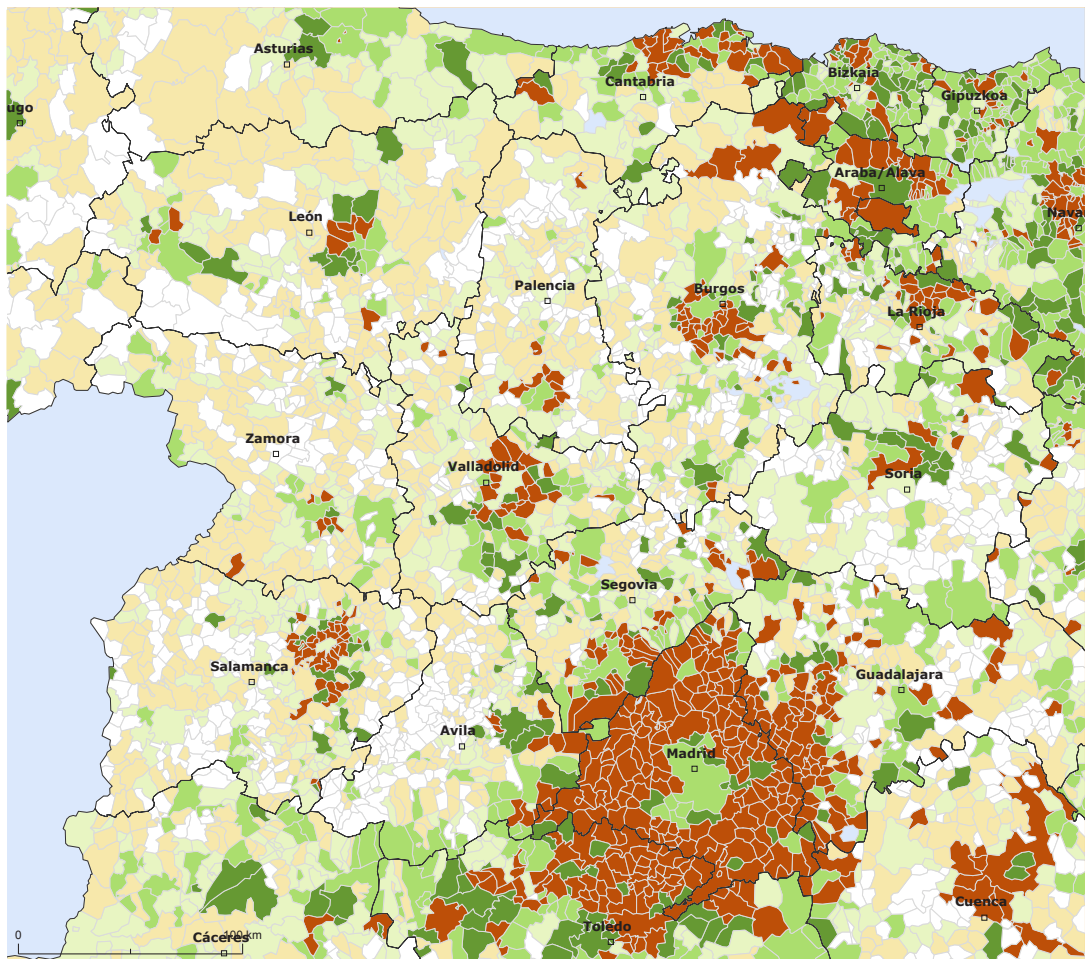 Asturias
Cantabria
Bizkaia
Gipuzkoa
ugo
Araba/Álava
León
Nava
Palencia
Burgos
La Rioja
Zamora
Valladolid
Soria
Segovia
Salamanca
Guadalajara
Avila
Madrid
Cuenca
Toledo
0
100 km
Cáceres